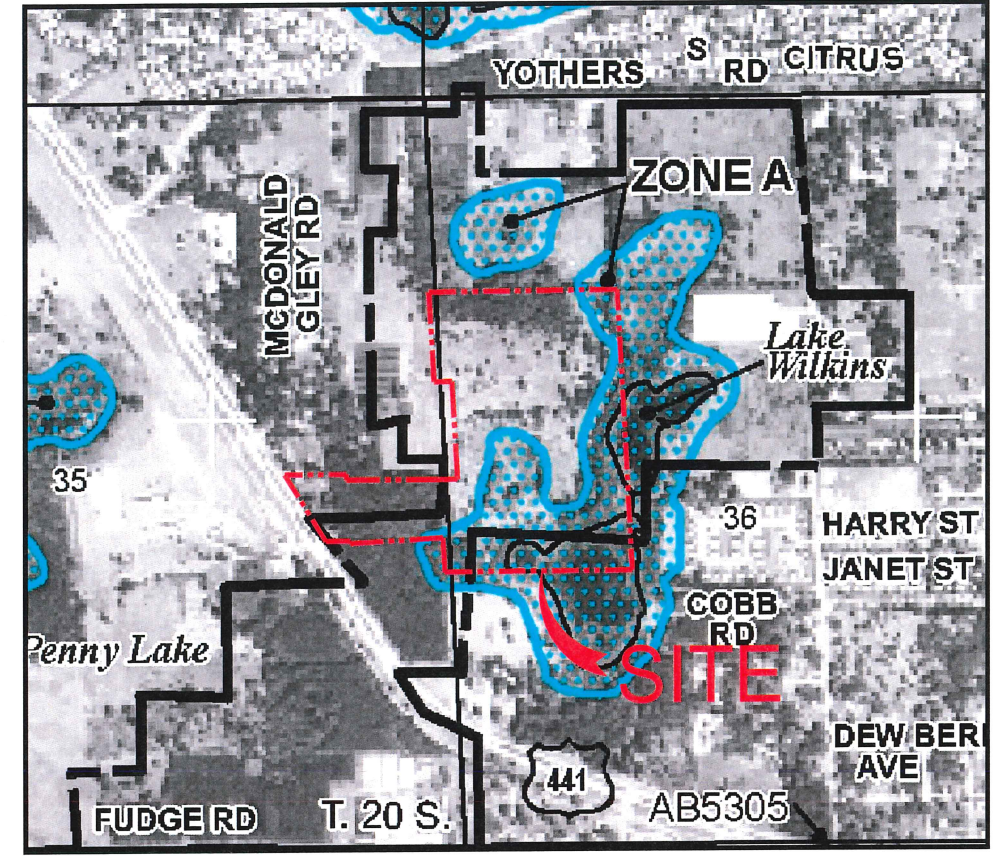 YOTHERS S RD CITRUS
ZONE A
MCDONALD
GLEY RD
Lake
Wilkins
35
36
HARRY ST
JANET ST
COBB
RD
Penny Lake
SITE
DEW BER
AVE
441
AB5305
FUDGE RD
T. 20 S.